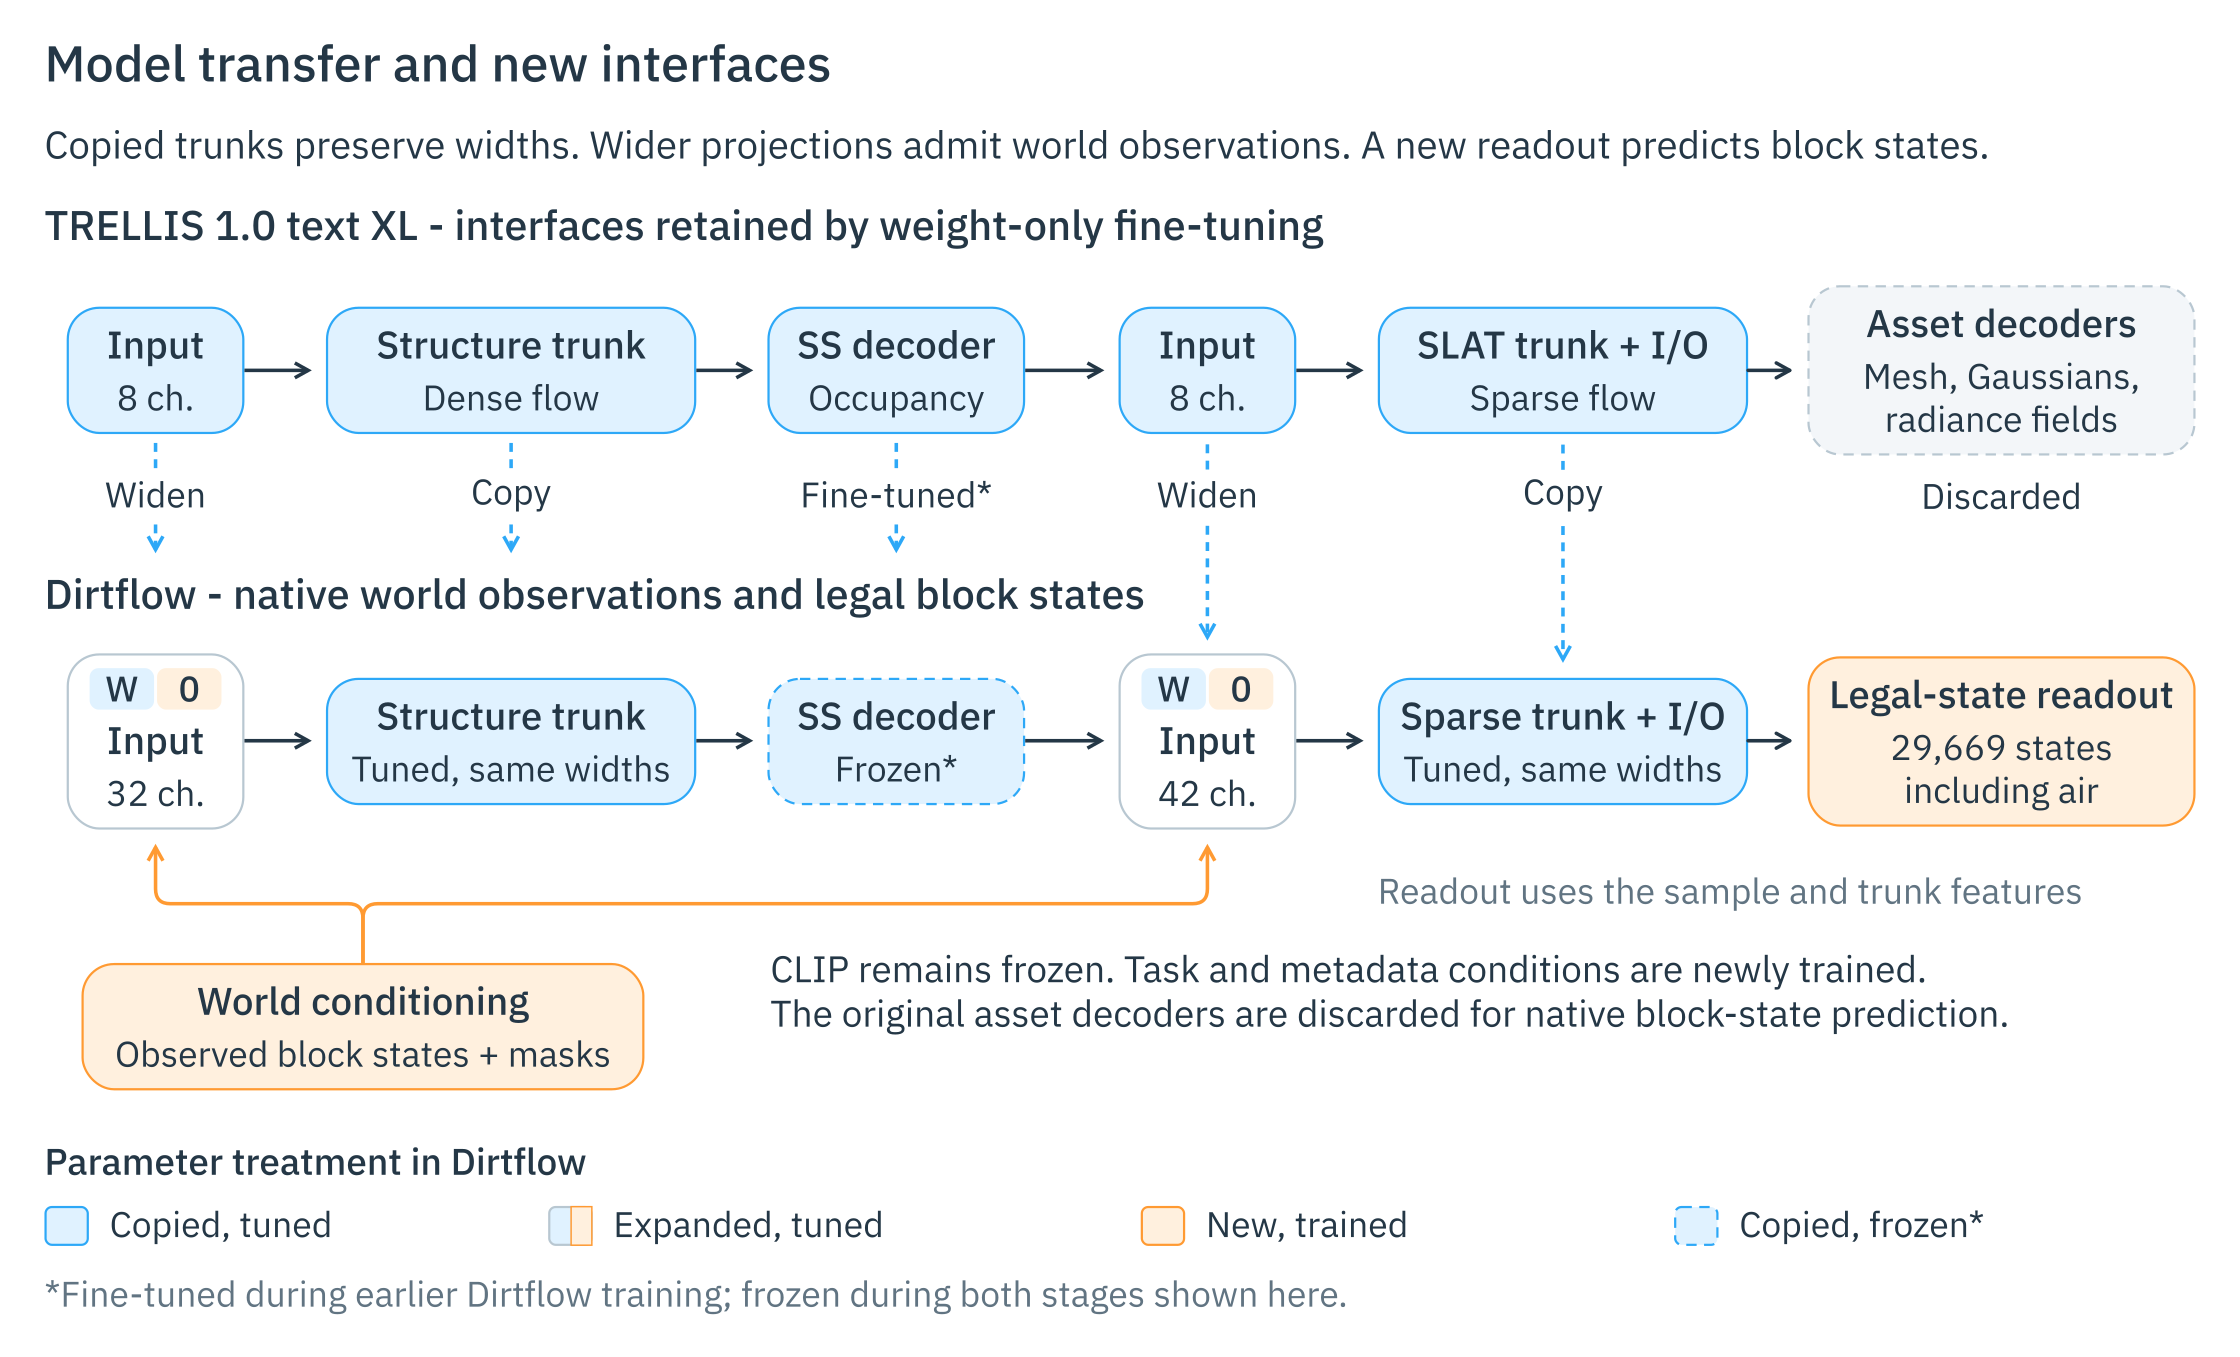 Model transfer and new interfaces
Copied trunks preserve widths. Wider projections admit world observations. A new readout predicts block states.
TRELLIS 1.0 text XL - interfaces retained by weight-only fine-tuning
Input
8 ch.
Structure trunk
Dense flow
SS decoder
Occupancy
Input
8 ch.
SLAT trunk + I/O
Sparse flow
Asset decoders
Mesh, Gaussians,
radiance fields
Widen
Copy
Fine-tuned*
Widen
Copy
Discarded
Dirtflow - native world observations and legal block states
W 0
Input
32 ch.
Structure trunk
Tuned, same widths
SS decoder
Frozen*
W 0
Input
42 ch.
Sparse trunk + I/O
Tuned, same widths
Legal-state readout
29,669 states
including air
Readout uses the sample and trunk features
World conditioning
Observed block states + masks
CLIP remains frozen. Task and metadata conditions are newly trained.
The original asset decoders are discarded for native block-state prediction.
Parameter treatment in Dirtflow
Copied, tuned
Expanded, tuned
New, trained
Copied, frozen*
*Fine-tuned during earlier Dirtflow training; frozen during both stages shown here.